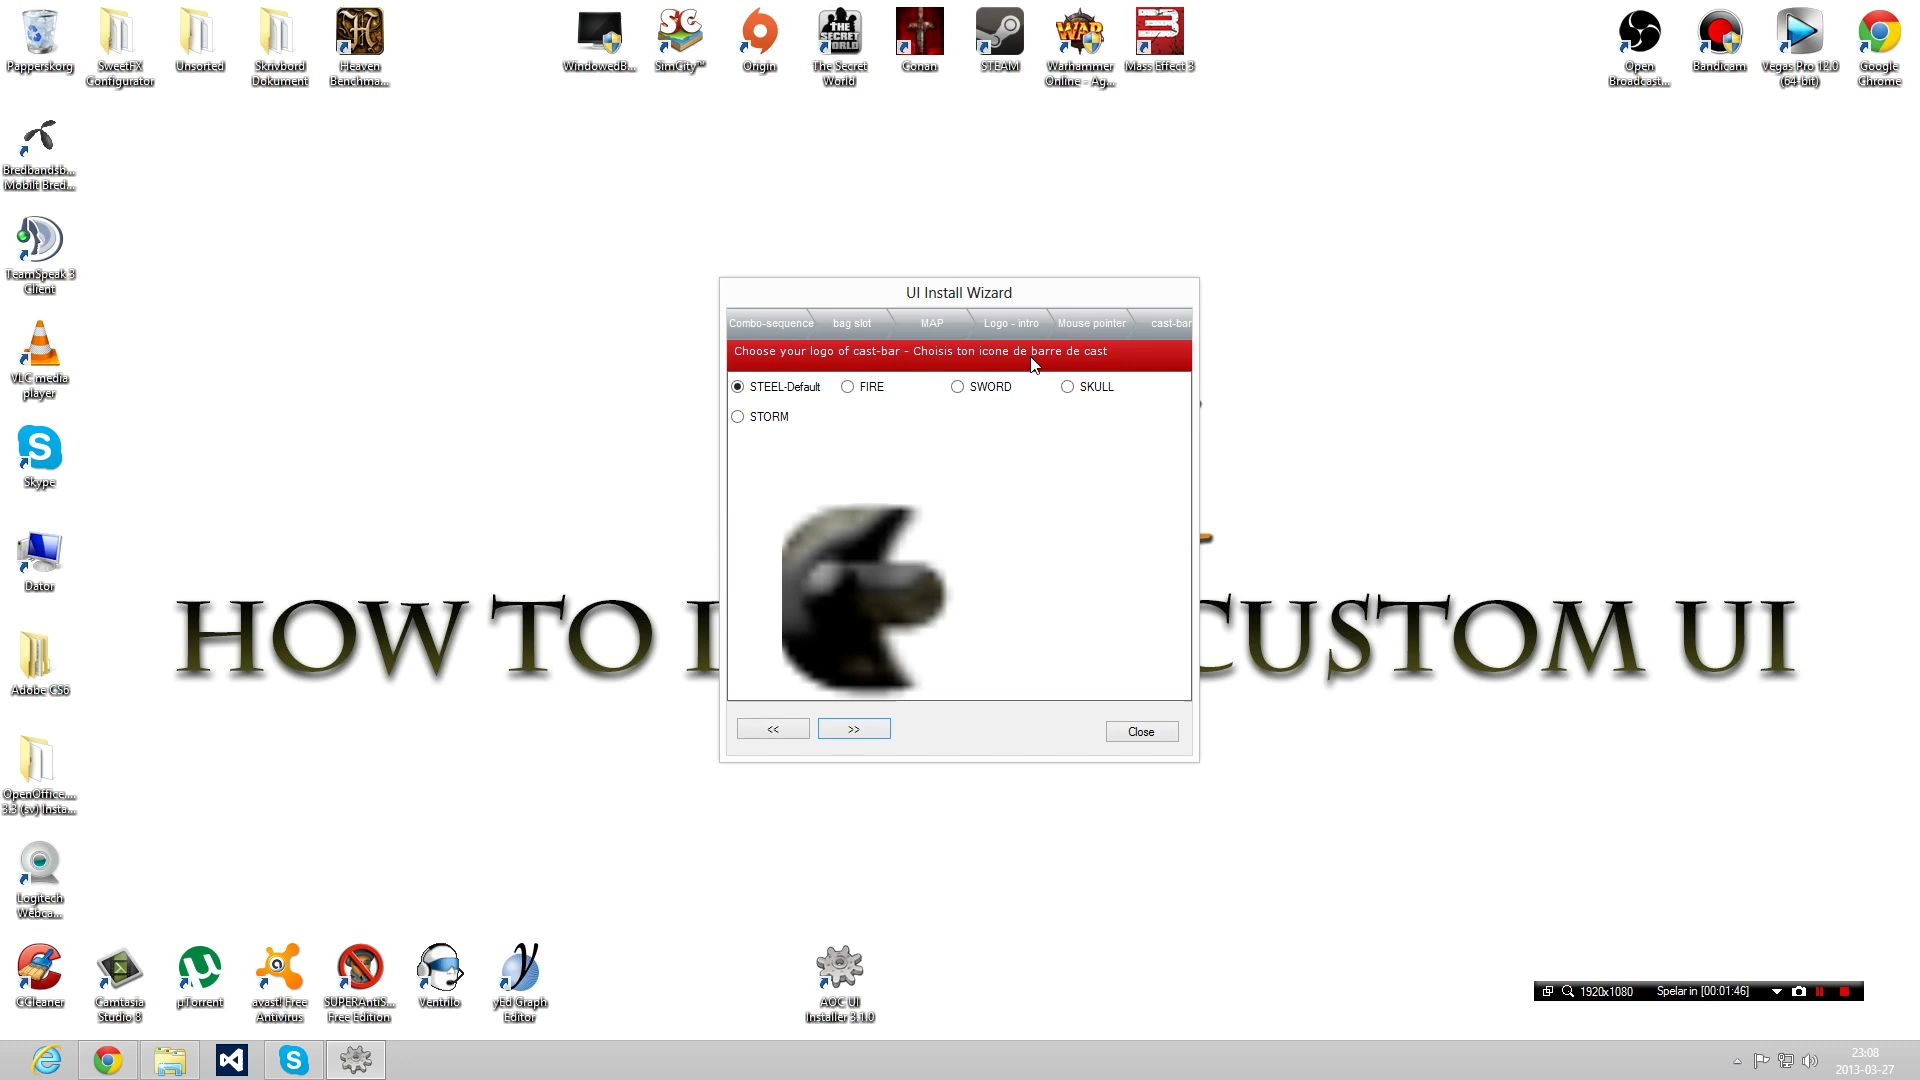 Papperskorg
SweetFX
Configurator
Unsorted
Skrivbord
Dokument
Heaven
Benchma...
WindowedB...
SimCity™
Origin
THE
SECRET
WORLD
The Secret
World
Conan
STEAM
WAR
Warhammer
Online - Ag...
Mass Effect 3
Open
Broadcast...
Bandicam
Vegas Pro 12.0
(64-bit)
Google
Chrome
Bredbandsb...
Mobilt Bred...
TeamSpeak 3
Client
VLC media
player
Skype
Dator
Adobe CS6
OpenOffice....
3.3 (sv) Insta...
Logitech
Webca...
UI Install Wizard
Combo-sequence
bag slot
MAP
Logo - intro
Mouse pointer
cast-bar
Choose your logo of cast-bar - Choisis ton icone de barre de cast
STEEL-Default
FIRE
SWORD
SKULL
STORM
<<
>>
Close
HOW TO
CUSTOM UI
CCleaner
Camtasia
Studio 8
µTorrent
avast! Free
Antivirus
SUPERAntiS...
Free Edition
Ventrilo
yEd Graph
Editor
AOC UI
Installer 3.1.0
1920x1080
Spelar in [00:01:46]
23:08
2013-03-27